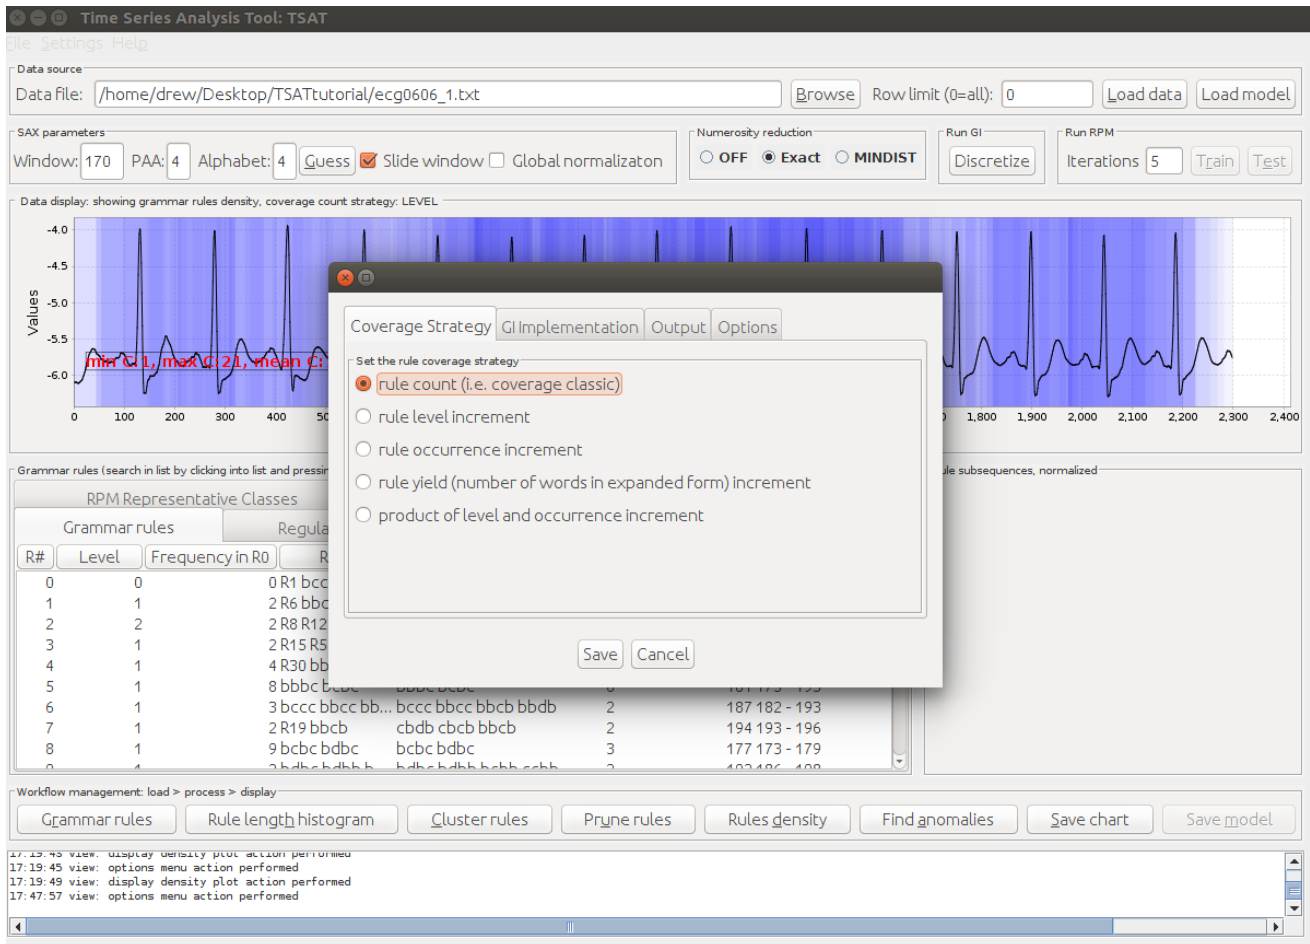 Time Series Analysis Tool: TSAT
File Settings Help
Data source
Data file: /home/drew/Desktop/TSATtutorial/ecg0606_1.txt Browse Row limit (0=all): 0 Load data Load model
SAX parameters
Window: 170 PAA: 4 Alphabet: 4 Guess Slide window Global normalizaton
Numerosity reduction
OFF Exact MINDIST
Run GI
Discretize
Run RPM
Iterations 5 Train Test
Data display: showing grammar rules density, coverage count strategy: LEVEL
Values
-4.0
-4.5
-5.0
-5.5
-6.0
min C: 1, max C: 21, mean C:
0 100 200 300 400 1,800 1,900 2,000 2,100 2,200 2,300 2,400
Coverage Strategy GI Implementation Output Options
Set the rule coverage strategy
rule count (i.e. coverage classic)
rule level increment
rule occurrence increment
rule yield (number of words in expanded form) increment
product of level and occurrence increment
Save Cancel
Grammar rules (search in list by clicking into list and pressin
le subsequences, normalized
RPM Representative Classes
Grammar rules Regula
R# Level Frequency in R0 R
0 0 0 R1 bcc
1 1 2 R6 bbc
2 2 2 R8 R12
3 1 2 R15 R5
4 1 4 R30 bb
5 1 8 bbbc bcbc
6 1 3 bccc bbcc bb... bccc bbcc bbcb bbdb 2 187 182 - 193
7 1 2 R19 bbcb cbdb cbcb bbcb 2 194 193 - 196
8 1 9 bcbc bdbc bcbc bdbc 3 177 173 - 179
Workflow management: load > process > display
Grammar rules Rule length histogram Cluster rules Prune rules Rules density Find anomalies Save chart Save model
17:19:43 view: display density plot action performed
17:19:45 view: options menu action performed
17:19:49 view: display density plot action performed
17:47:57 view: options menu action performed